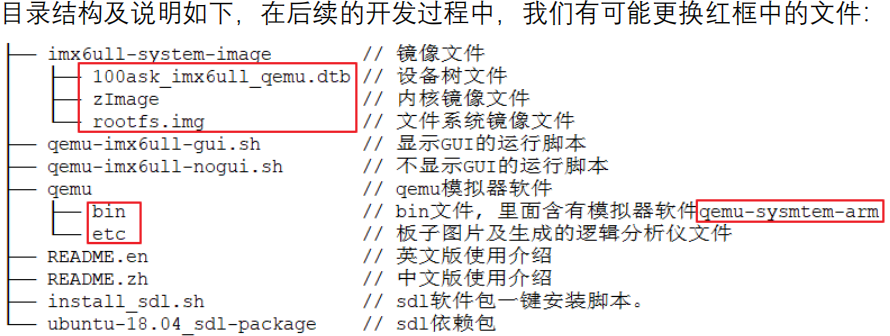 目录结构及说明如下，在后续的开发过程中，我们有可能更换红框中的文件：
├── imx6ull-system-image // 镜像文件
│   ├── 100ask_imx6ull_qemu.dtb // 设备树文件
│   ├── zImage // 内核镜像文件
│   └── rootfs.img // 文件系统镜像文件
├── qemu-imx6ull-gui.sh // 显示GUI的运行脚本
├── qemu-imx6ull-nogui.sh // 不显示GUI的运行脚本
├── qemu // qemu模拟器软件
│   ├── bin // bin文件，里面含有模拟器软件qemu-sysmtem-arm
│   └── etc // 板子图片及生成的逻辑分析仪文件
├── README.en // 英文版使用介绍
├── README.zh // 中文版使用介绍
├── install_sdl.sh // sdl软件包一键安装脚本。
└── ubuntu-18.04_sdl-package // sdl依赖包